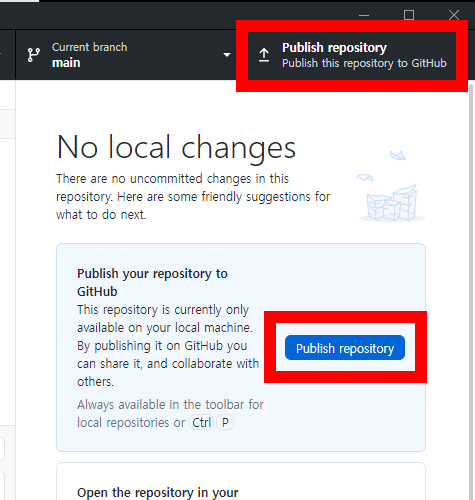 Current branch
main
Publish repository
Publish this repository to GitHub
No local changes
There are no uncommitted changes in this
repository. Here are some friendly suggestions for
what to do next.
Publish your repository to
GitHub
This repository is currently only
available on your local machine.
By publishing it on GitHub you
can share it, and collaborate with
others.
Publish repository
Always available in the toolbar for
local repositories or Ctrl P
Open the repository in your